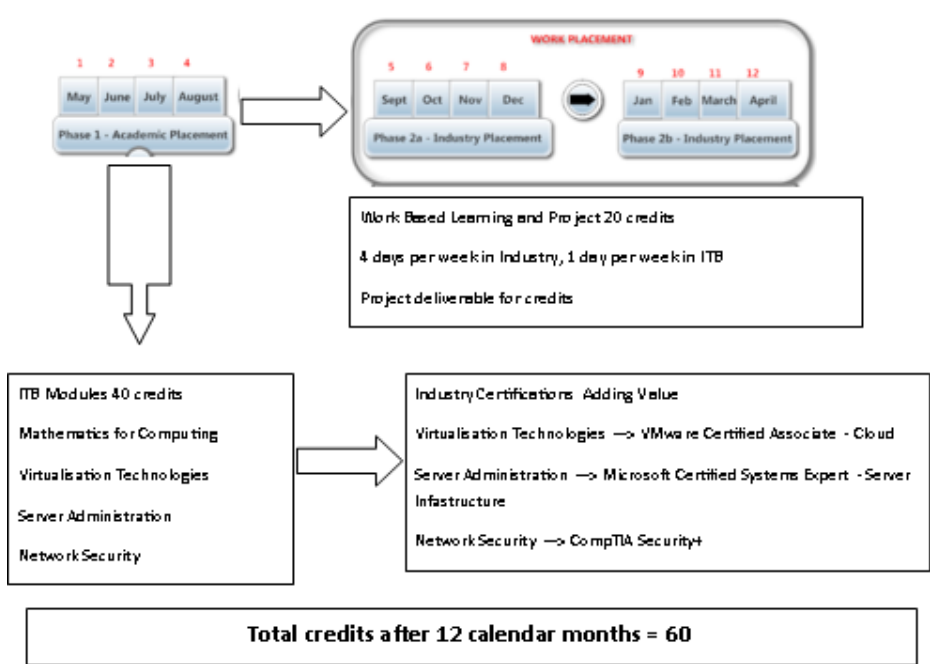 WORK PLACEMENT
1 2 3 4
May June July August
Phase 1 - Academic Placement
5 6 7 8
Sept Oct Nov Dec
Phase 2a - Industry Placement
9 10 11 12
Jan Feb March April
Phase 2b - Industry Placement
Work Based Learning and Project 20 credits
4 days per week in Industry, 1 day per week in ITB
Project deliverable for credits
ITB Modules 40 credits
Mathematics for Computing
Virtualisation Technologies
Server Administration
Network Security
Industry Certifications Adding Value
Virtualisation Technologies —> VMware Certified Associate - Cloud
Server Administration —> Microsoft Certified Systems Expert - Server
Infastructure
Network Security —> CompTIA Security+
Total credits after 12 calendar months = 60